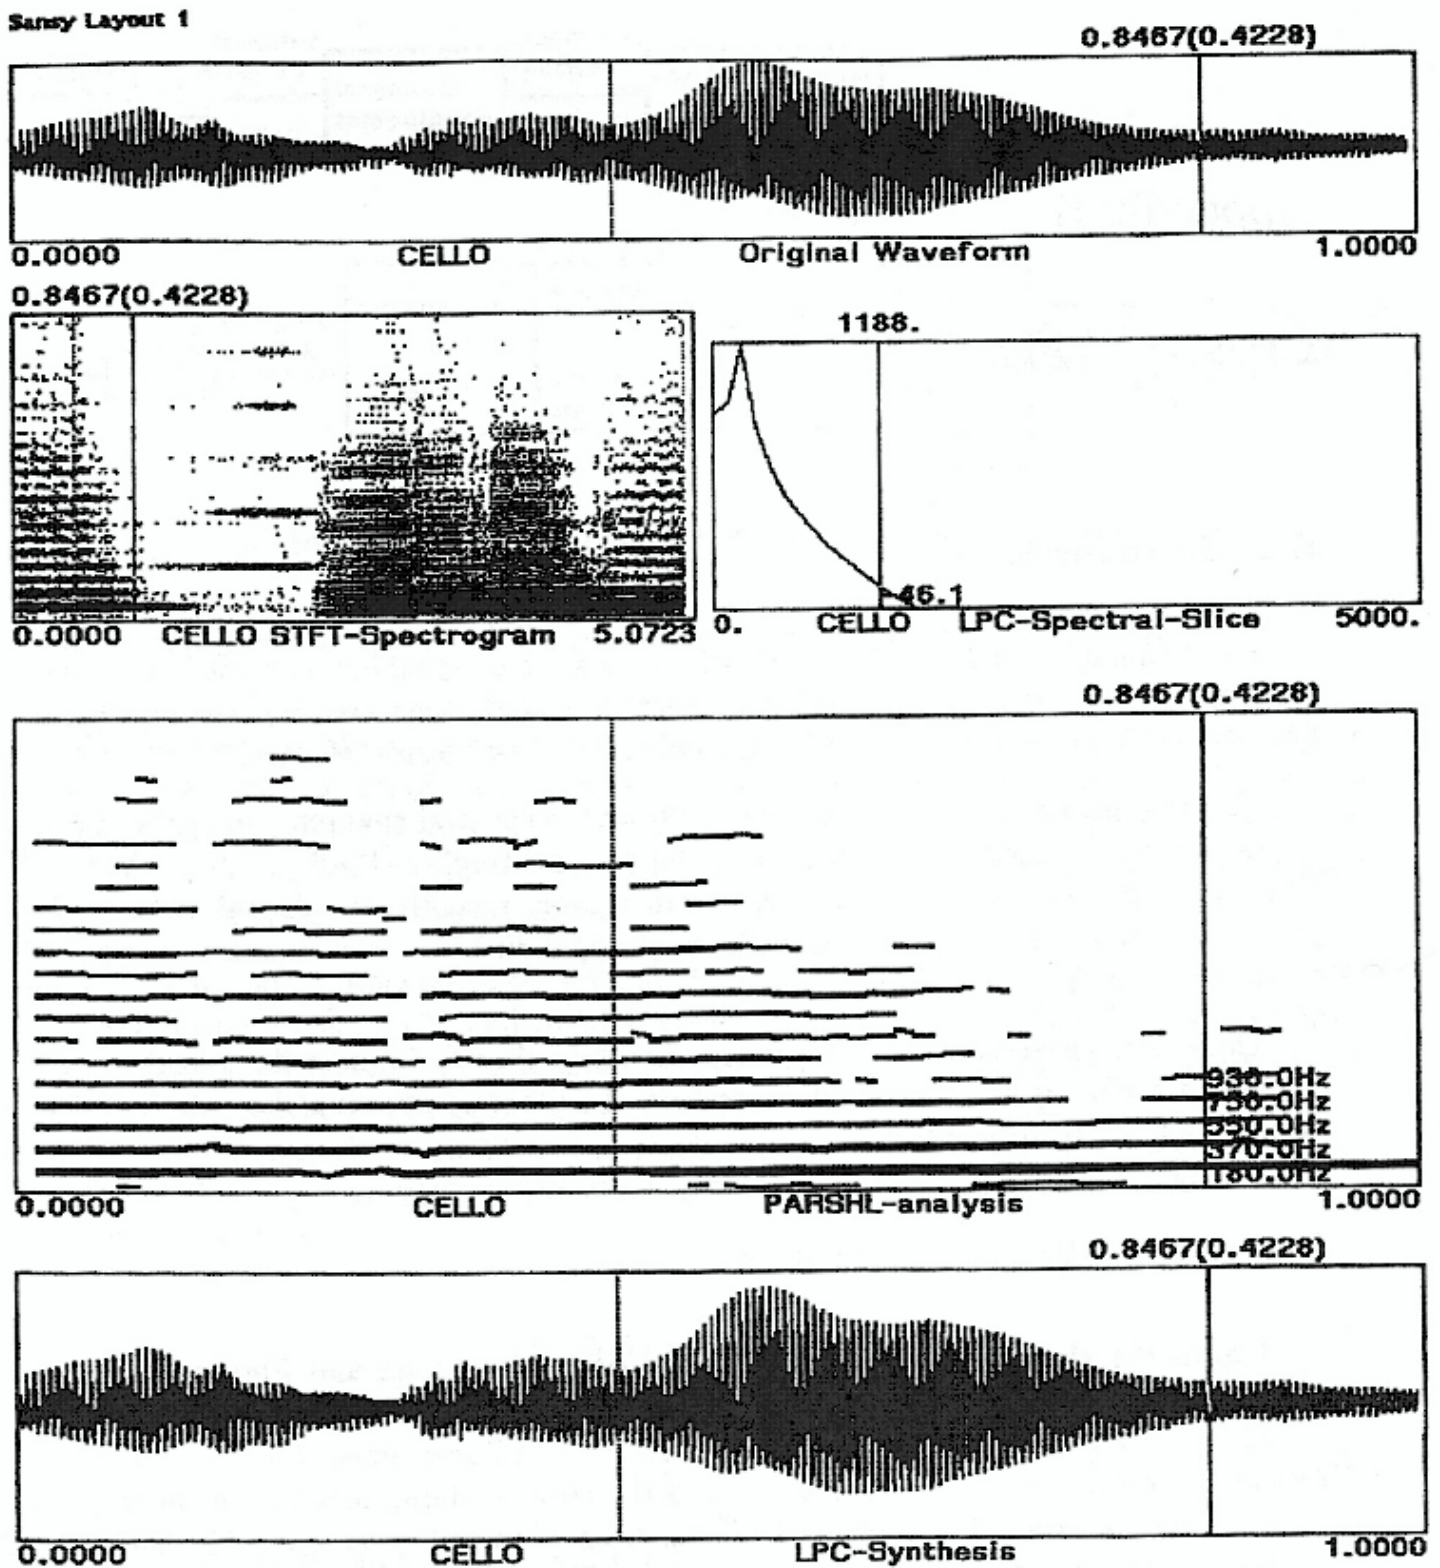 Sansy Layout 1
0.8467(0.4228)
0.0000 CELLO Original Waveform 1.0000
0.8467(0.4228)
1188.
-46.1
0.0000 CELLO STFT-Spectrogram 5.0723
0. CELLO LPC-Spectral-Slice 5000.
0.8467(0.4228)
930.0Hz
750.0Hz
550.0Hz
370.0Hz
180.0Hz
0.0000 CELLO PARSHL-analysis 1.0000
0.8467(0.4228)
0.0000 CELLO LPC-Synthesis 1.0000